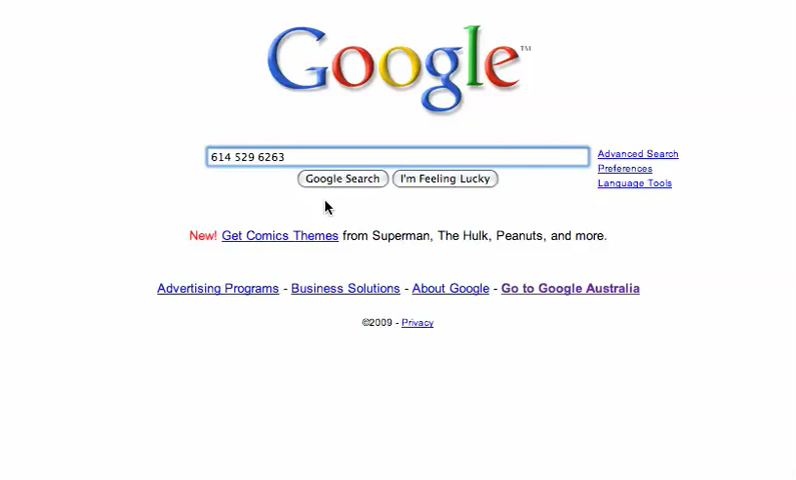 Google™
614 529 6263
Advanced Search
Preferences
Language Tools
Google Search I'm Feeling Lucky
New! Get Comics Themes from Superman, The Hulk, Peanuts, and more.
Advertising Programs - Business Solutions - About Google - Go to Google Australia
©2009 - Privacy